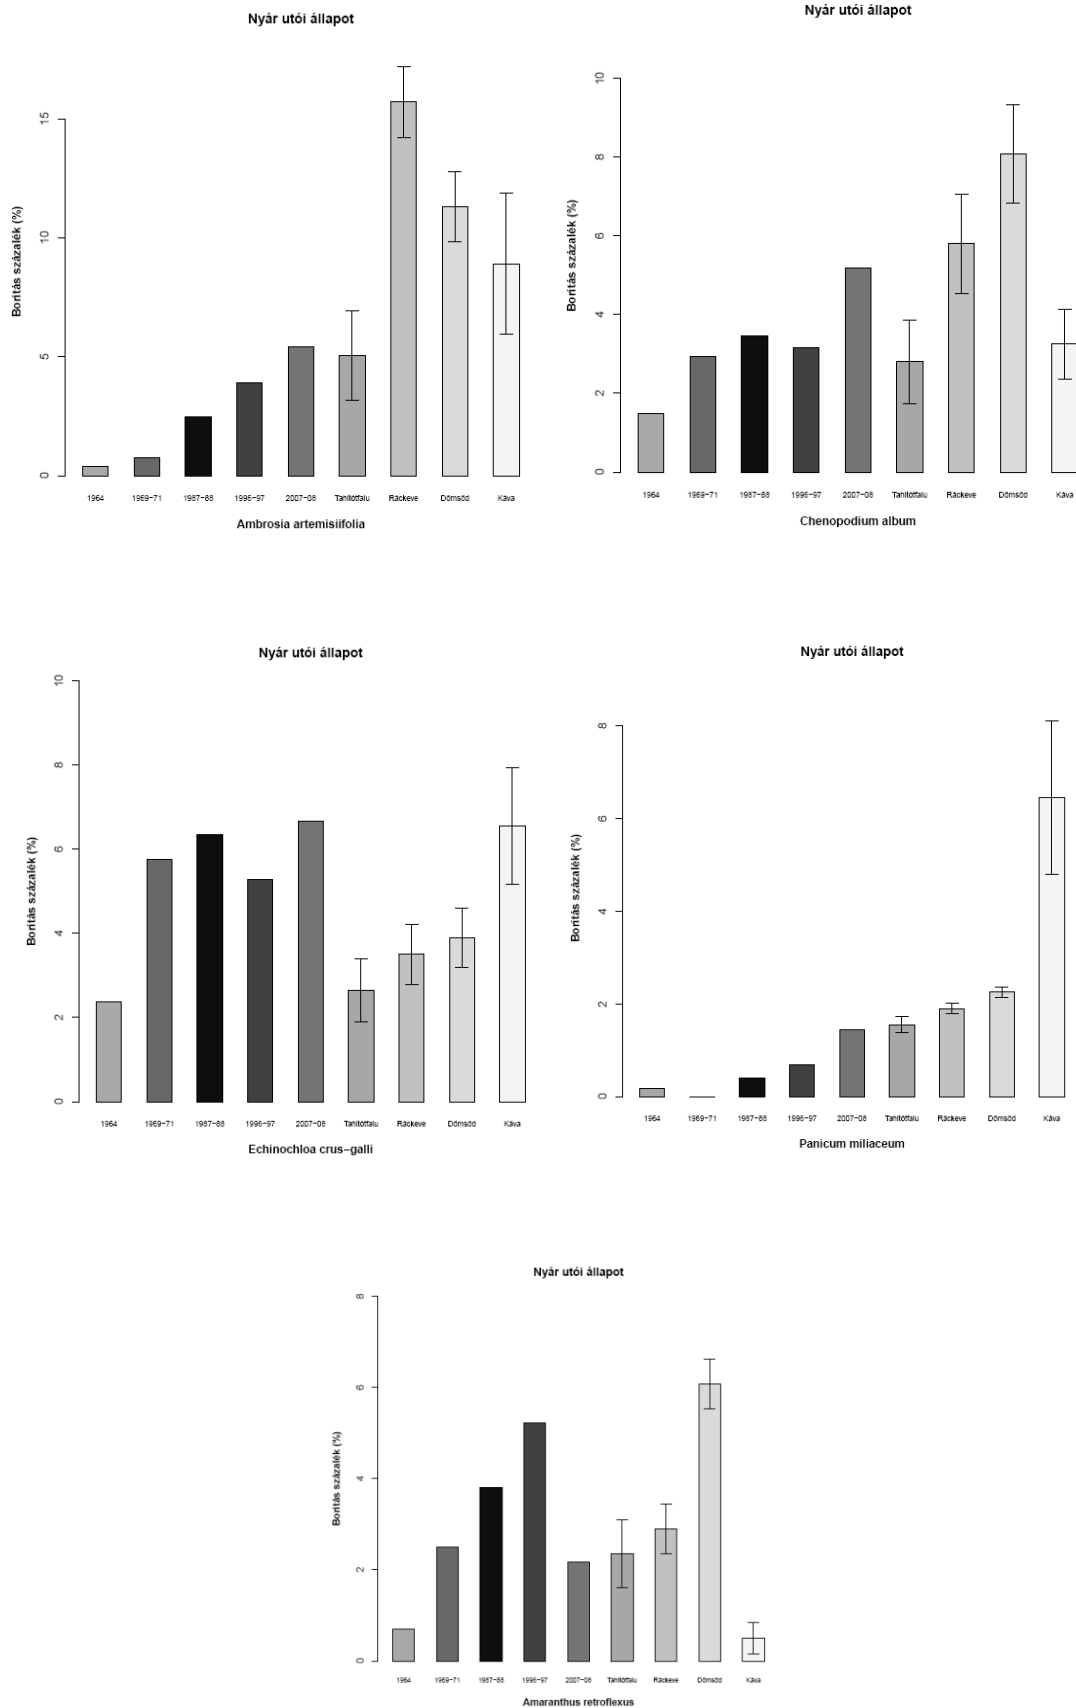 Nyár utói állapot
Borítás százalék (%)
0
5
10
15
1964
1969−71
1987−88
1996−97
2007−08
Tahitótfalu
Ráckeve
Dömsöd
Káva
Ambrosia artemisiifolia
Nyár utói állapot
Borítás százalék (%)
0
2
4
6
8
10
1964
1969−71
1987−88
1996−97
2007−08
Tahitótfalu
Ráckeve
Dömsöd
Káva
Chenopodium album
Nyár utói állapot
Borítás százalék (%)
0
2
4
6
8
10
1964
1969−71
1987−88
1996−97
2007−08
Tahitótfalu
Ráckeve
Dömsöd
Káva
Echinochloa crus−galli
Nyár utói állapot
Borítás százalék (%)
0
2
4
6
8
1964
1969−71
1987−88
1996−97
2007−08
Tahitótfalu
Ráckeve
Dömsöd
Káva
Panicum miliaceum
Nyár utói állapot
Borítás százalék (%)
0
2
4
6
8
1964
1969−71
1987−88
1996−97
2007−08
Tahitótfalu
Ráckeve
Dömsöd
Káva
Amaranthus retroflexus